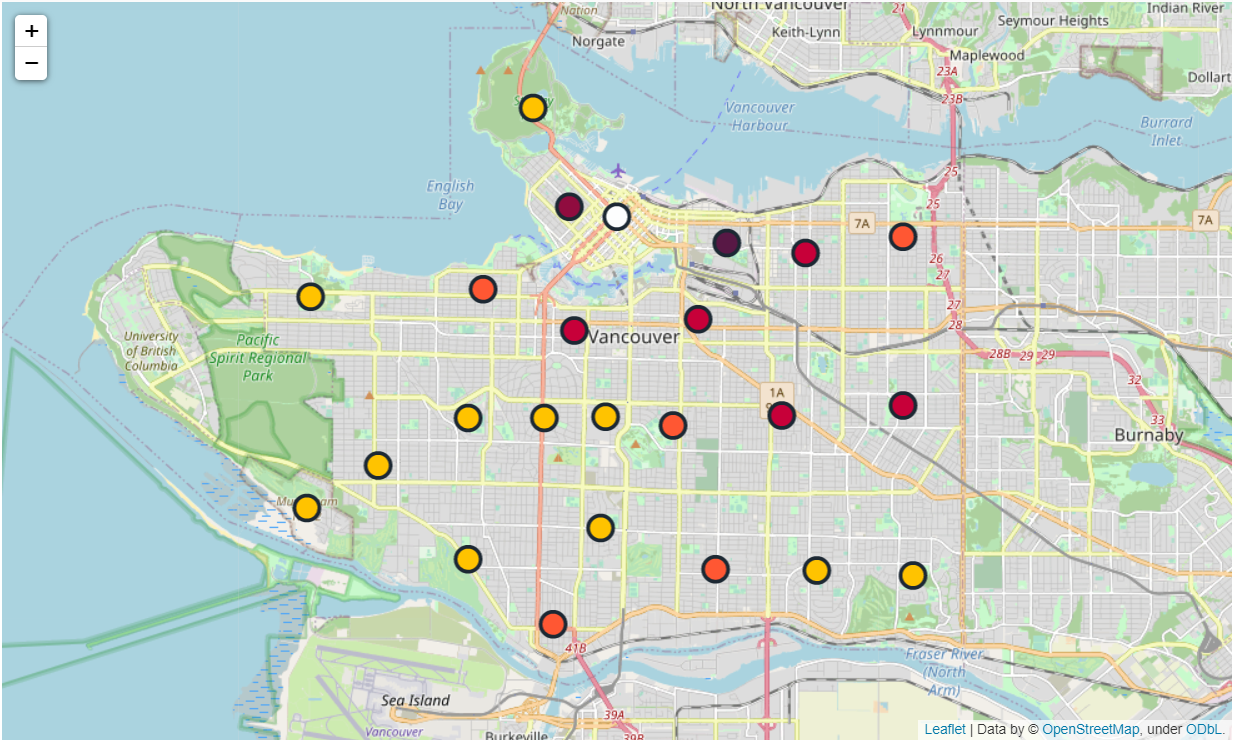 +
−
Nation
Norgate
North Vancouver
Keith-Lynn
21
Lynnmour
Seymour Heights
Indian River
Maplewood
Dollart
23A
23B
Vancouver
Harbour
Burrard
Inlet
English
Bay
25
25
7A
7A
26
27
27
28
28B
29
29
32
33
University
of British
Columbia
Pacific
Spirit Regional
Park
Vancouver
1A
Burnaby
41B
Fraser River
(North
Arm)
Sea Island
39A
39B
Vancouver
Burkeville
Leaflet | Data by © OpenStreetMap, under ODbL.